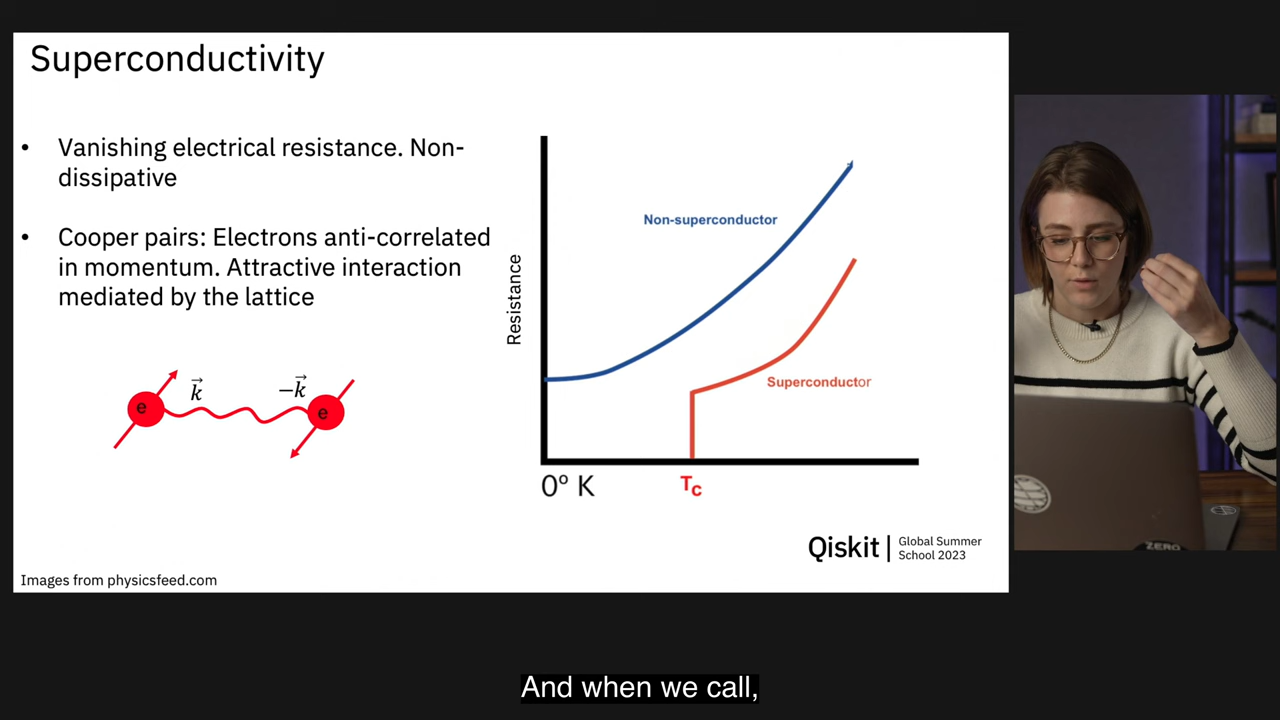 Superconductivity
• Vanishing electrical resistance. Non-
dissipative
• Cooper pairs: Electrons anti-correlated
in momentum. Attractive interaction
mediated by the lattice
e
k⃗
−k⃗
e
Resistance
Non-superconductor
Superconductor
0° K
Tc
Qiskit | Global Summer
School 2023
Images from physicsfeed.com
ZERO
And when we call,